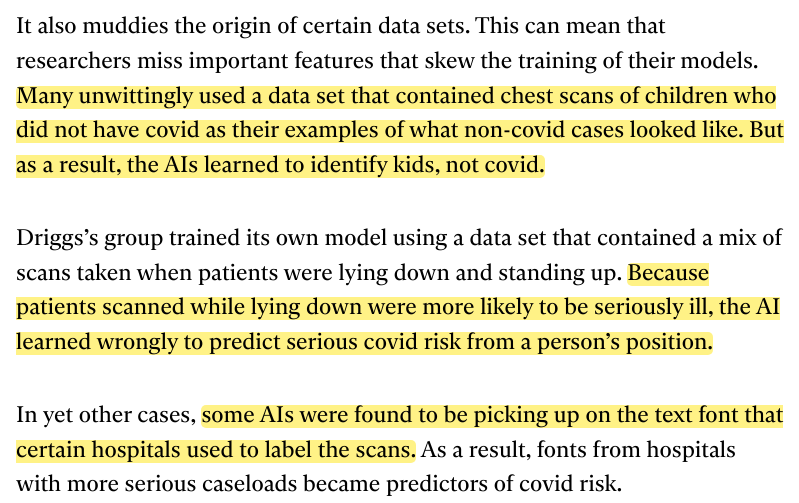 It also muddies the origin of certain data sets. This can mean that
researchers miss important features that skew the training of their models.
Many unwittingly used a data set that contained chest scans of children who
did not have covid as their examples of what non-covid cases looked like. But
as a result, the AIs learned to identify kids, not covid.
Driggs’s group trained its own model using a data set that contained a mix of
scans taken when patients were lying down and standing up. Because
patients scanned while lying down were more likely to be seriously ill, the AI
learned wrongly to predict serious covid risk from a person’s position.
In yet other cases, some AIs were found to be picking up on the text font that
certain hospitals used to label the scans. As a result, fonts from hospitals
with more serious caseloads became predictors of covid risk.